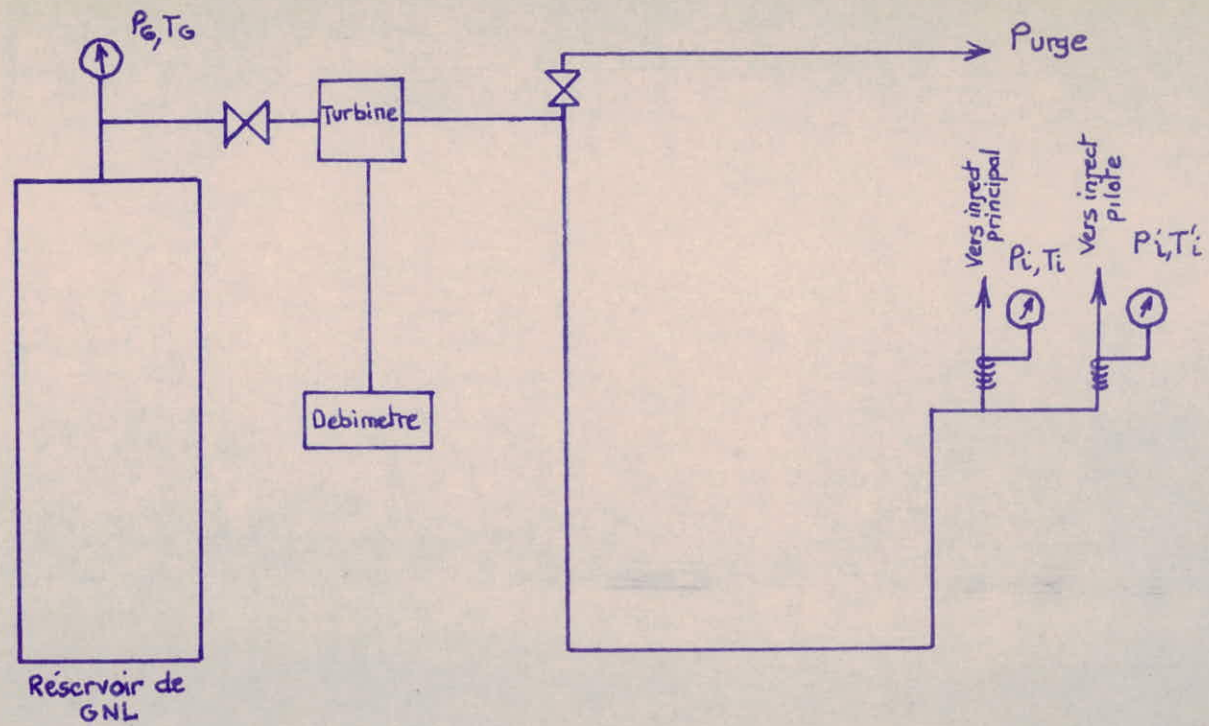 PG, TG
Purge
Turbine
Vers inject
principal
Vers inject
pilote
Pi, Ti
P'i, T'i
Debimetre
Réservoir de
GNL